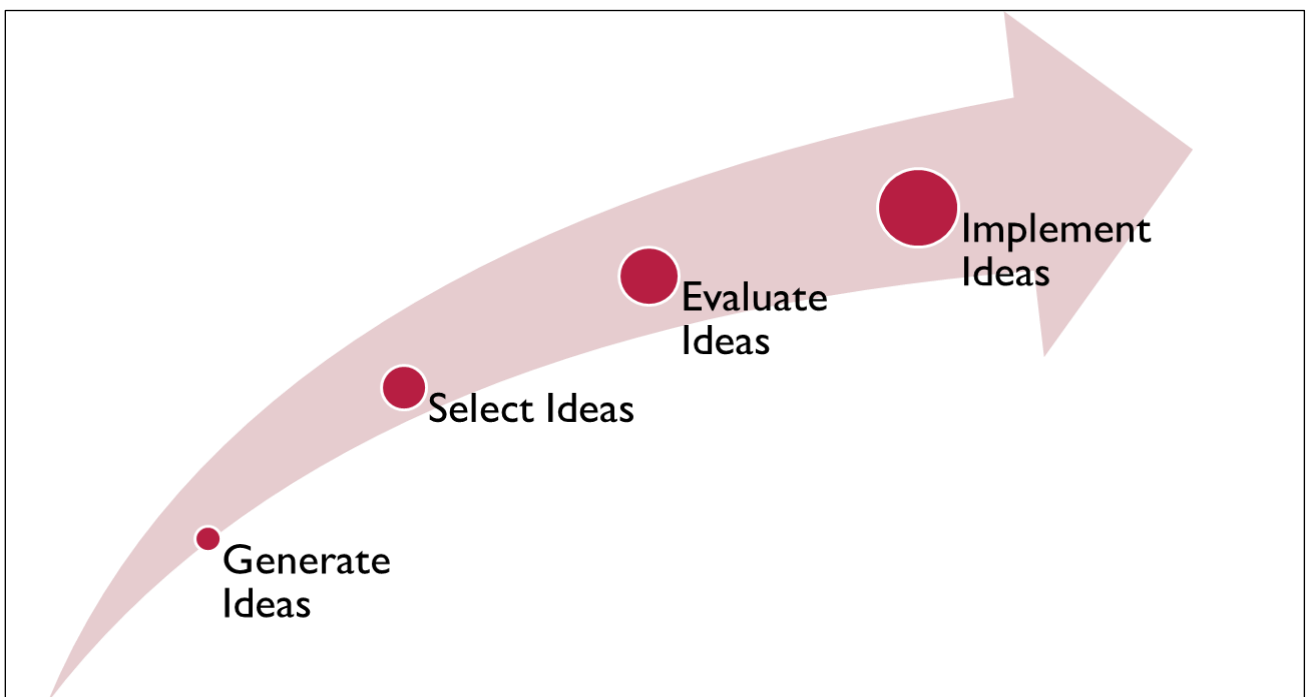 Generate
Ideas
Select Ideas
Evaluate
Ideas
Implement
Ideas